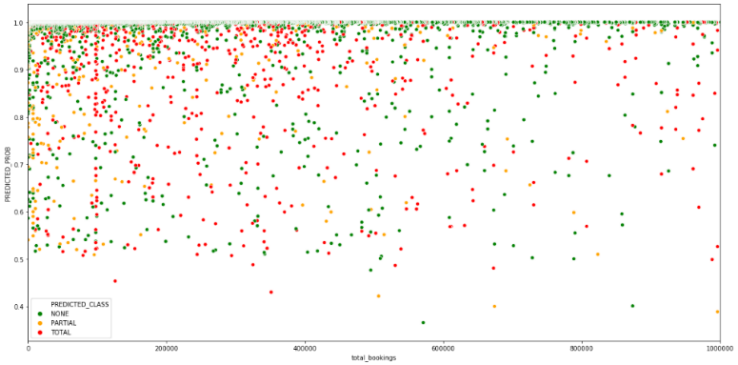 1.0
0.9
0.8
0.7
0.6
0.5
0.4
PREDICTED_PROB
PREDICTED_CLASS
NONE
PARTIAL
TOTAL
0
200000
400000
600000
800000
1000000
total_bookings